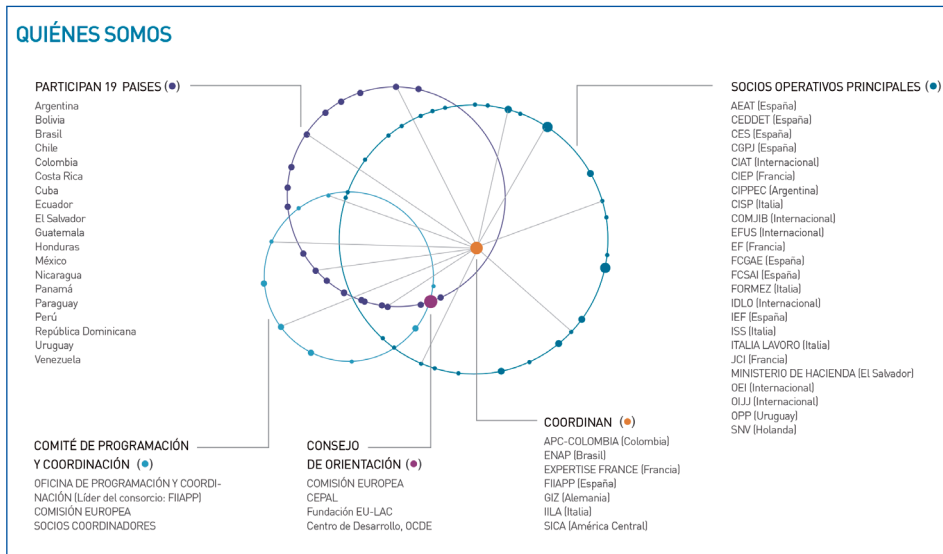 QUIÉNES SOMOS
PARTICIPAN 19 PAISES (●)
Argentina
Bolivia
Brasil
Chile
Colombia
Costa Rica
Cuba
Ecuador
El Salvador
Guatemala
Honduras
México
Nicaragua
Panamá
Paraguay
Perú
República Dominicana
Uruguay
Venezuela
SOCIOS OPERATIVOS PRINCIPALES (●)
AEAT (España)
CEDDET (España)
CES (España)
CGPJ (España)
CIAT (Internacional)
CIEP (Francia)
CIPPEC (Argentina)
CISP (Italia)
COMJIB (Internacional)
EFUS (Internacional)
EF (Francia)
FCGAE (España)
FCSAI (España)
FORMEZ (Italia)
IDLO (Internacional)
IEF (España)
ISS (Italia)
ITALIA LAVORO (Italia)
JCI (Francia)
MINISTERIO DE HACIENDA (El Salvador)
OEI (Internacional)
OIJJ (Internacional)
OPP (Uruguay)
SNV (Holanda)
COMITÉ DE PROGRAMACIÓN
Y COORDINACIÓN (●)
OFICINA DE PROGRAMACIÓN Y COORDI-
NACIÓN (Líder del consorcio: FIIAPP)
COMISIÓN EUROPEA
SOCIOS COORDINADORES
CONSEJO
DE ORIENTACIÓN (●)
COMISIÓN EUROPEA
CEPAL
Fundación EU-LAC
Centro de Desarrollo, OCDE
COORDINAN (●)
APC-COLOMBIA (Colombia)
ENAP (Brasil)
EXPERTISE FRANCE (Francia)
FIIAPP (España)
GIZ (Alemania)
IILA (Italia)
SICA (América Central)